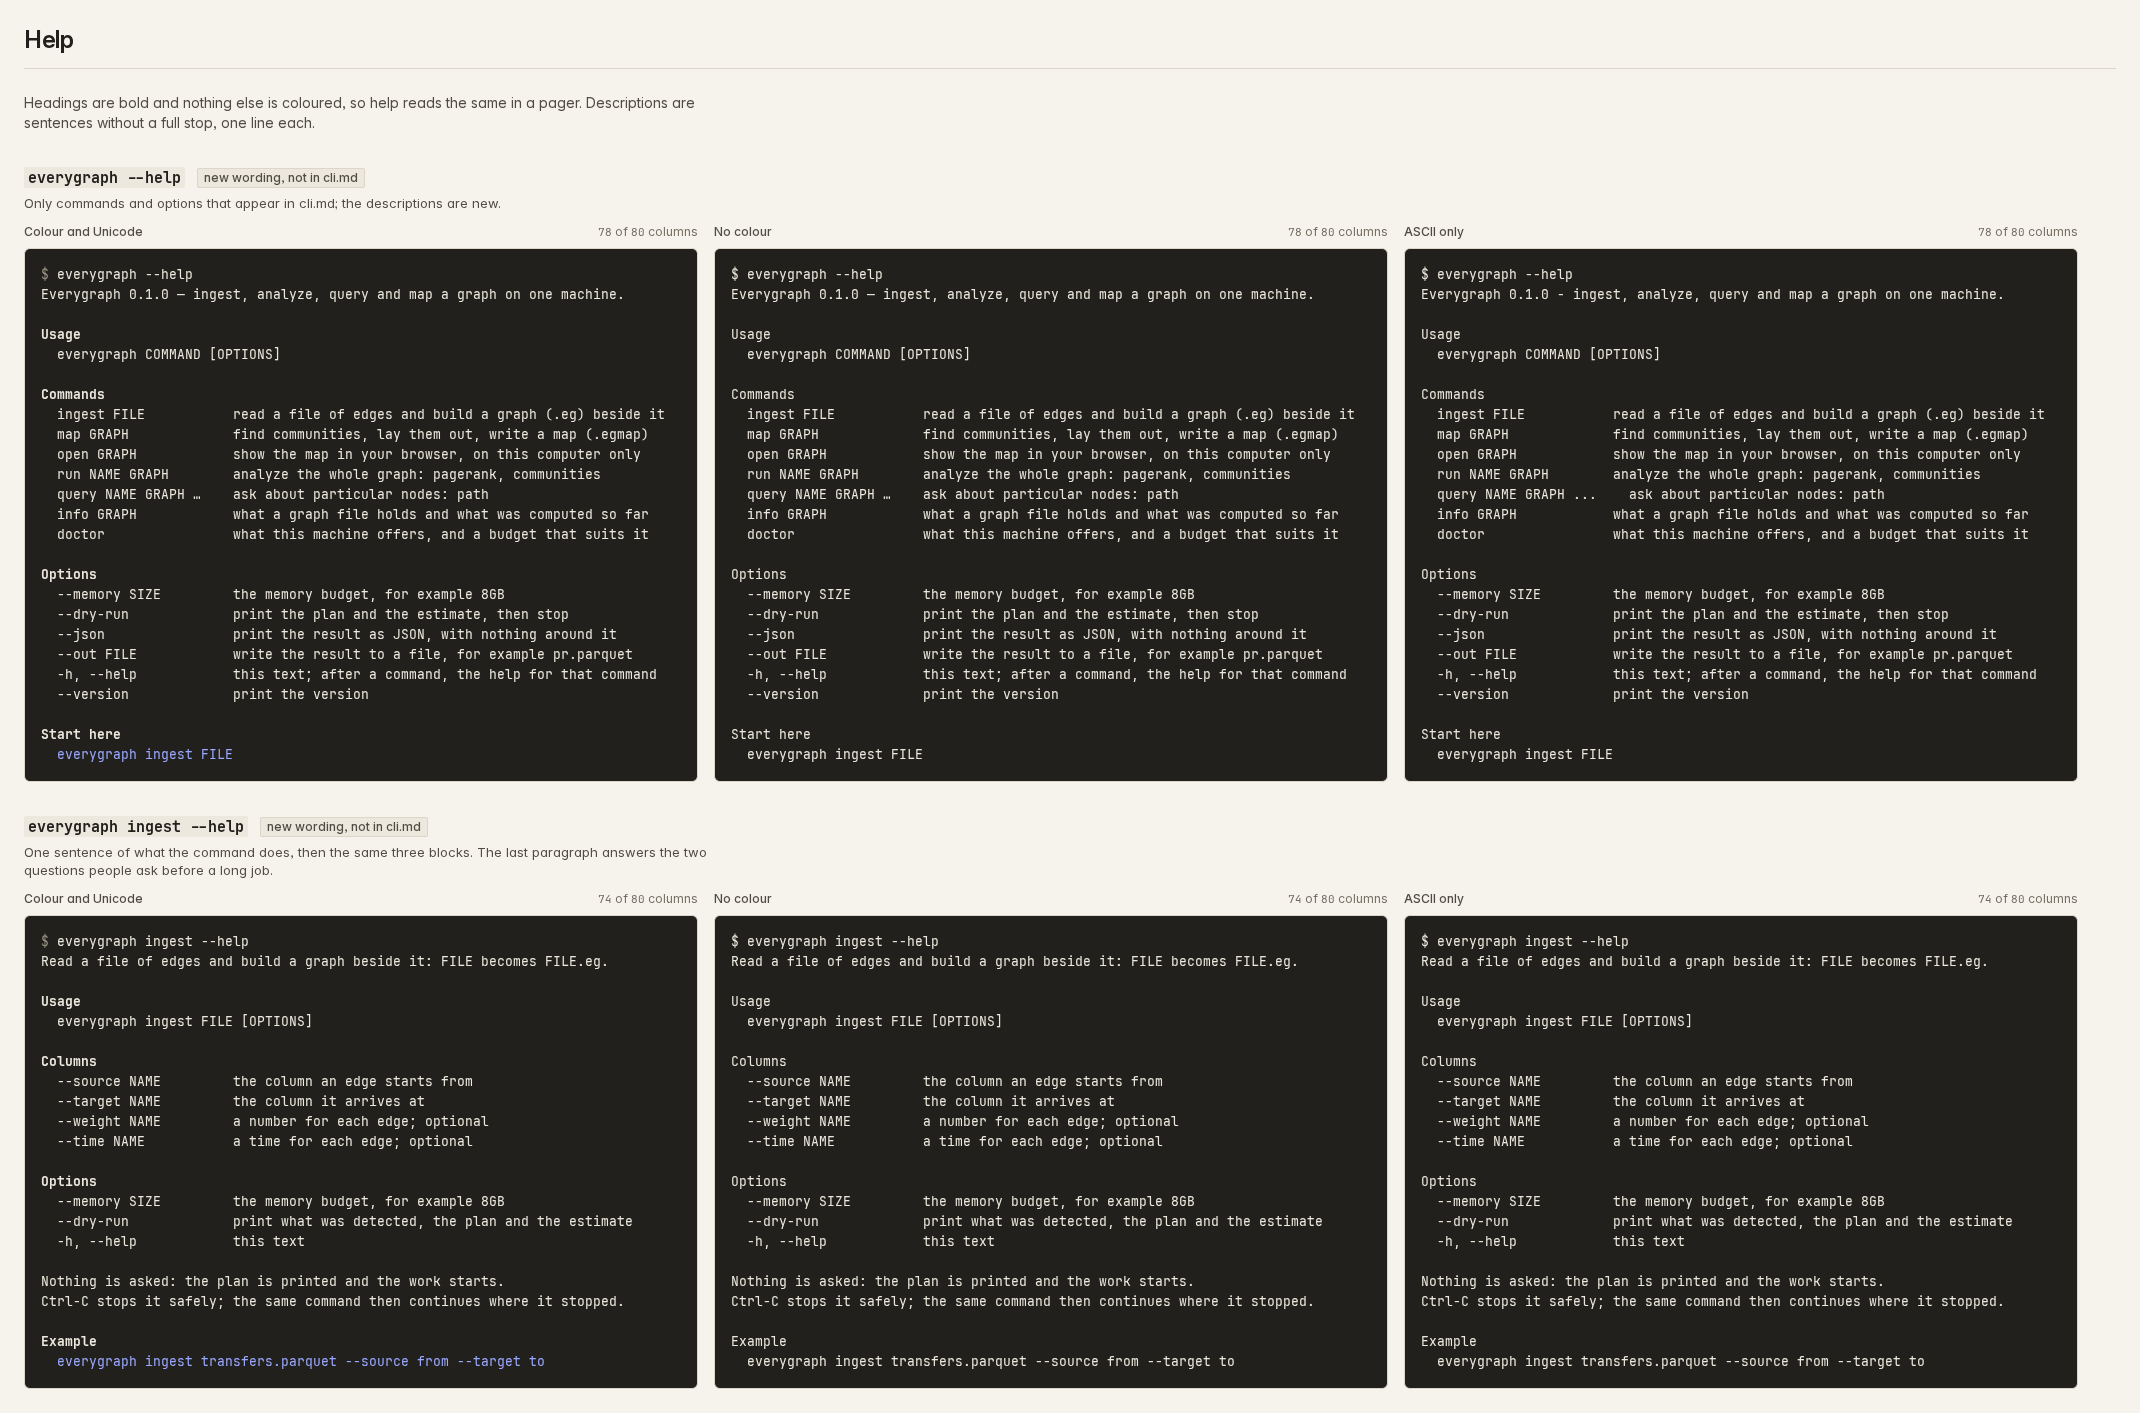 Help
Headings are bold and nothing else is coloured, so help reads the same in a pager. Descriptions are
sentences without a full stop, one line each.
everygraph --help new wording, not in cli.md
Only commands and options that appear in cli.md; the descriptions are new.
Colour and Unicode 78 of 80 columns
$ everygraph --help
Everygraph 0.1.0 — ingest, analyze, query and map a graph on one machine.
Usage
everygraph COMMAND [OPTIONS]
Commands
ingest FILE read a file of edges and build a graph (.eg) beside it
map GRAPH find communities, lay them out, write a map (.egmap)
open GRAPH show the map in your browser, on this computer only
run NAME GRAPH analyze the whole graph: pagerank, communities
query NAME GRAPH … ask about particular nodes: path
info GRAPH what a graph file holds and what was computed so far
doctor what this machine offers, and a budget that suits it
Options
--memory SIZE the memory budget, for example 8GB
--dry-run print the plan and the estimate, then stop
--json print the result as JSON, with nothing around it
--out FILE write the result to a file, for example pr.parquet
-h, --help this text; after a command, the help for that command
--version print the version
Start here
everygraph ingest FILE
No colour 78 of 80 columns
$ everygraph --help
Everygraph 0.1.0 — ingest, analyze, query and map a graph on one machine.
Usage
everygraph COMMAND [OPTIONS]
Commands
ingest FILE read a file of edges and build a graph (.eg) beside it
map GRAPH find communities, lay them out, write a map (.egmap)
open GRAPH show the map in your browser, on this computer only
run NAME GRAPH analyze the whole graph: pagerank, communities
query NAME GRAPH … ask about particular nodes: path
info GRAPH what a graph file holds and what was computed so far
doctor what this machine offers, and a budget that suits it
Options
--memory SIZE the memory budget, for example 8GB
--dry-run print the plan and the estimate, then stop
--json print the result as JSON, with nothing around it
--out FILE write the result to a file, for example pr.parquet
-h, --help this text; after a command, the help for that command
--version print the version
Start here
everygraph ingest FILE
ASCII only 78 of 80 columns
$ everygraph --help
Everygraph 0.1.0 - ingest, analyze, query and map a graph on one machine.
Usage
everygraph COMMAND [OPTIONS]
Commands
ingest FILE read a file of edges and build a graph (.eg) beside it
map GRAPH find communities, lay them out, write a map (.egmap)
open GRAPH show the map in your browser, on this computer only
run NAME GRAPH analyze the whole graph: pagerank, communities
query NAME GRAPH ... ask about particular nodes: path
info GRAPH what a graph file holds and what was computed so far
doctor what this machine offers, and a budget that suits it
Options
--memory SIZE the memory budget, for example 8GB
--dry-run print the plan and the estimate, then stop
--json print the result as JSON, with nothing around it
--out FILE write the result to a file, for example pr.parquet
-h, --help this text; after a command, the help for that command
--version print the version
Start here
everygraph ingest FILE
everygraph ingest --help new wording, not in cli.md
One sentence of what the command does, then the same three blocks. The last paragraph answers the two
questions people ask before a long job.
Colour and Unicode 74 of 80 columns
$ everygraph ingest --help
Read a file of edges and build a graph beside it: FILE becomes FILE.eg.
Usage
everygraph ingest FILE [OPTIONS]
Columns
--source NAME the column an edge starts from
--target NAME the column it arrives at
--weight NAME a number for each edge; optional
--time NAME a time for each edge; optional
Options
--memory SIZE the memory budget, for example 8GB
--dry-run print what was detected, the plan and the estimate
-h, --help this text
Nothing is asked: the plan is printed and the work starts.
Ctrl-C stops it safely; the same command then continues where it stopped.
Example
everygraph ingest transfers.parquet --source from --target to
No colour 74 of 80 columns
$ everygraph ingest --help
Read a file of edges and build a graph beside it: FILE becomes FILE.eg.
Usage
everygraph ingest FILE [OPTIONS]
Columns
--source NAME the column an edge starts from
--target NAME the column it arrives at
--weight NAME a number for each edge; optional
--time NAME a time for each edge; optional
Options
--memory SIZE the memory budget, for example 8GB
--dry-run print what was detected, the plan and the estimate
-h, --help this text
Nothing is asked: the plan is printed and the work starts.
Ctrl-C stops it safely; the same command then continues where it stopped.
Example
everygraph ingest transfers.parquet --source from --target to
ASCII only 74 of 80 columns
$ everygraph ingest --help
Read a file of edges and build a graph beside it: FILE becomes FILE.eg.
Usage
everygraph ingest FILE [OPTIONS]
Columns
--source NAME the column an edge starts from
--target NAME the column it arrives at
--weight NAME a number for each edge; optional
--time NAME a time for each edge; optional
Options
--memory SIZE the memory budget, for example 8GB
--dry-run print what was detected, the plan and the estimate
-h, --help this text
Nothing is asked: the plan is printed and the work starts.
Ctrl-C stops it safely; the same command then continues where it stopped.
Example
everygraph ingest transfers.parquet --source from --target to